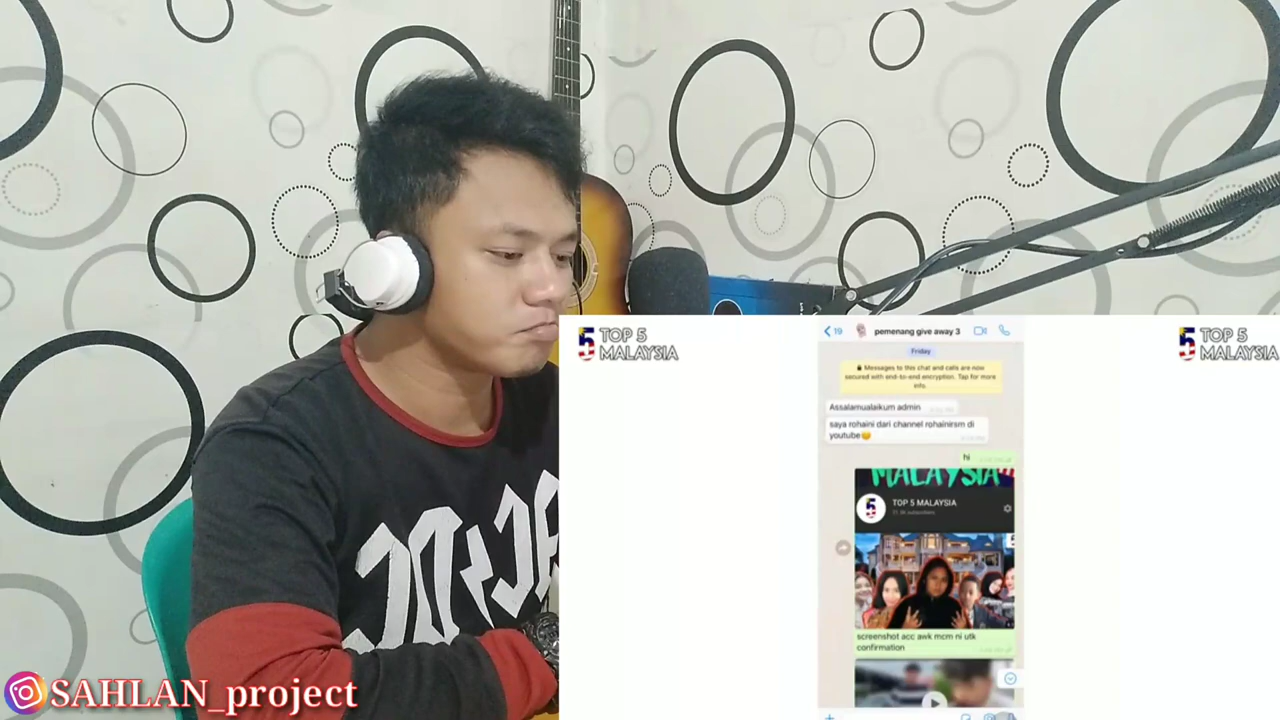 TOP 5
MALAYSIA
TOP 5
MALAYSIA
19
pemenang give away 3
Friday
Messages to this chat and calls are now
secured with end-to-end encryption. Tap for more
info.
Assalamualaikum admin
saya rohaini dari channel rohainirsm di
youtube
hi
MALAYSIA
TOP 5 MALAYSIA
screenshot acc awk mcm ni utk
confirmation
SAHLAN_project